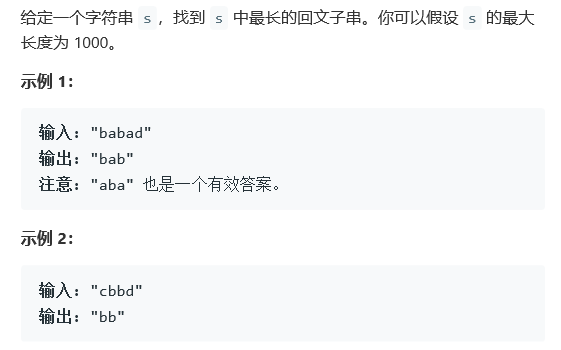 给定一个字符串 s，找到 s 中最长的回文子串。你可以假设 s 的最大
长度为 1000。
示例 1：
输入："babad"
输出："bab"
注意："aba" 也是一个有效答案。
示例 2：
输入："cbbd"
输出："bb"